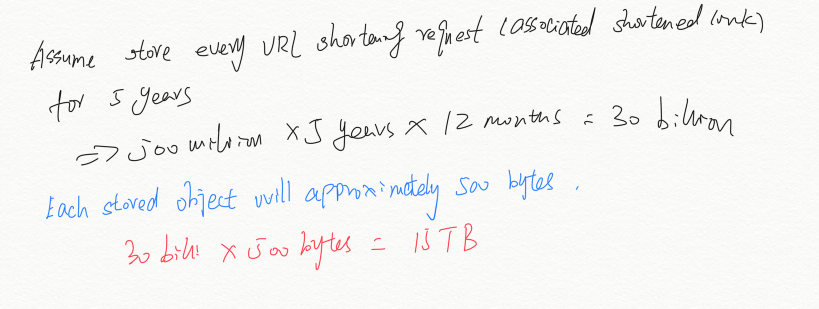 Assume store every URL shortening request (associated shortened link)
for 5 years
=> 500 million × 5 years × 12 months = 30 billion
Each stored object will approximately 500 bytes.
30 billi × 500 bytes = 15 TB